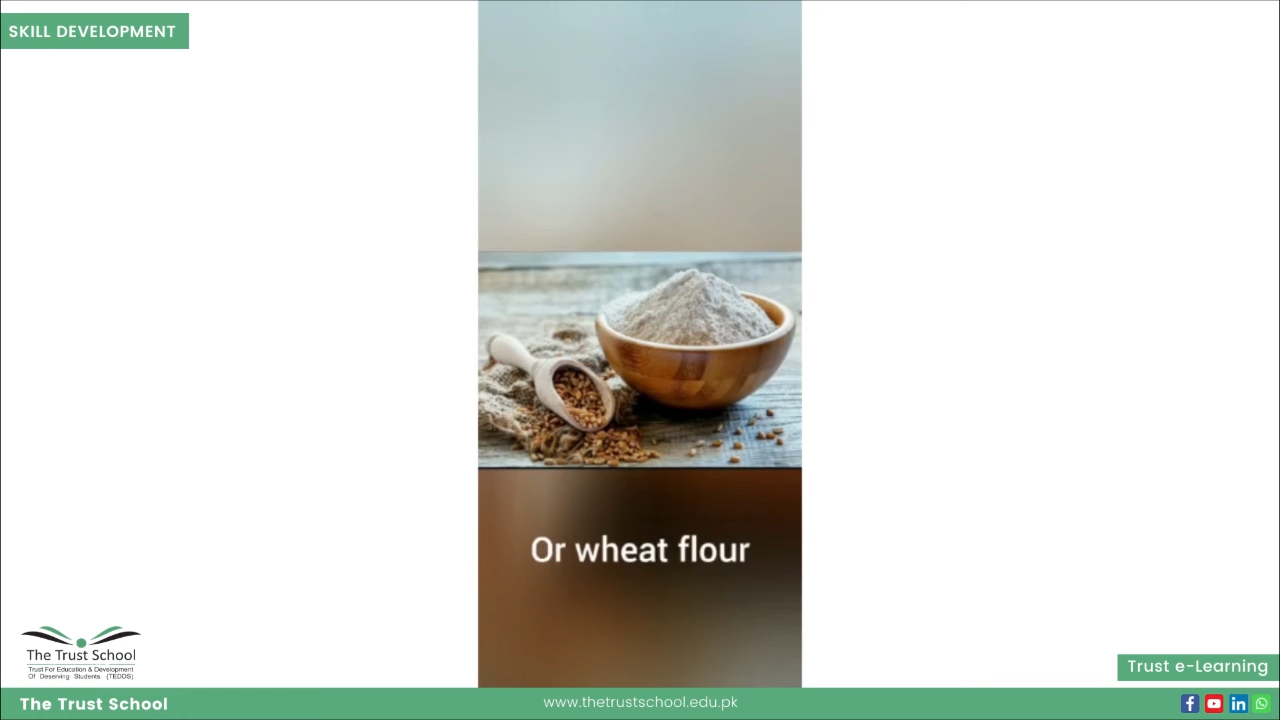 SKILL DEVELOPMENT
Or wheat flour
The Trust School
Trust For Education & Development
Of Deserving Students (TEDDS)
Trust e-Learning
The Trust School
www.thetrustschool.edu.pk